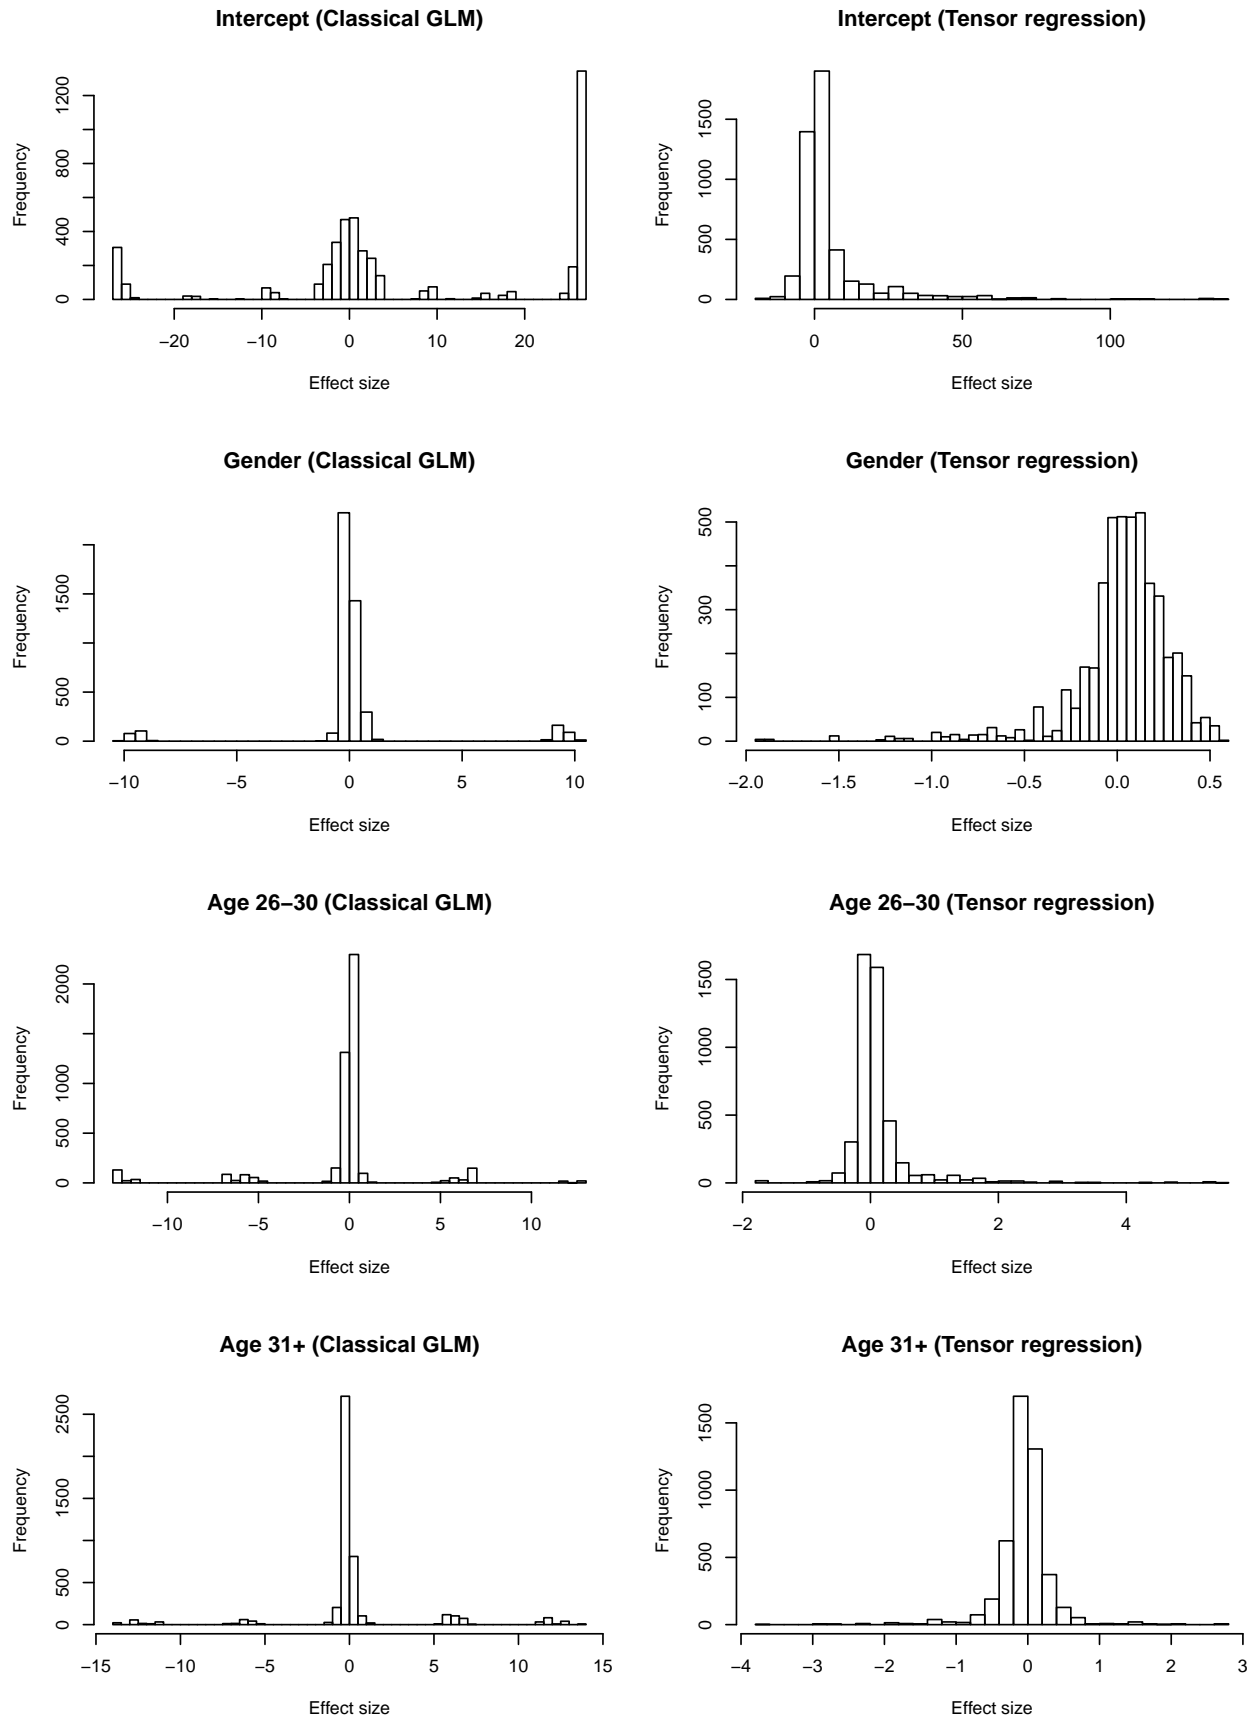 Intercept (Classical GLM)
Frequency
0 400 800 1200
−20 −10 0 10 20
Effect size
Intercept (Tensor regression)
Frequency
0 500 1000 1500
0 50 100
Effect size
Gender (Classical GLM)
Frequency
0 500 1500
−10 −5 0 5 10
Effect size
Gender (Tensor regression)
Frequency
0 100 300 500
−2.0 −1.5 −1.0 −0.5 0.0 0.5
Effect size
Age 26−30 (Classical GLM)
Frequency
0 500 1000 2000
−10 −5 0 5 10
Effect size
Age 26−30 (Tensor regression)
Frequency
0 500 1000 1500
−2 0 2 4
Effect size
Age 31+ (Classical GLM)
Frequency
0 500 1500 2500
−15 −10 −5 0 5 10 15
Effect size
Age 31+ (Tensor regression)
Frequency
0 500 1000 1500
−4 −3 −2 −1 0 1 2 3
Effect size